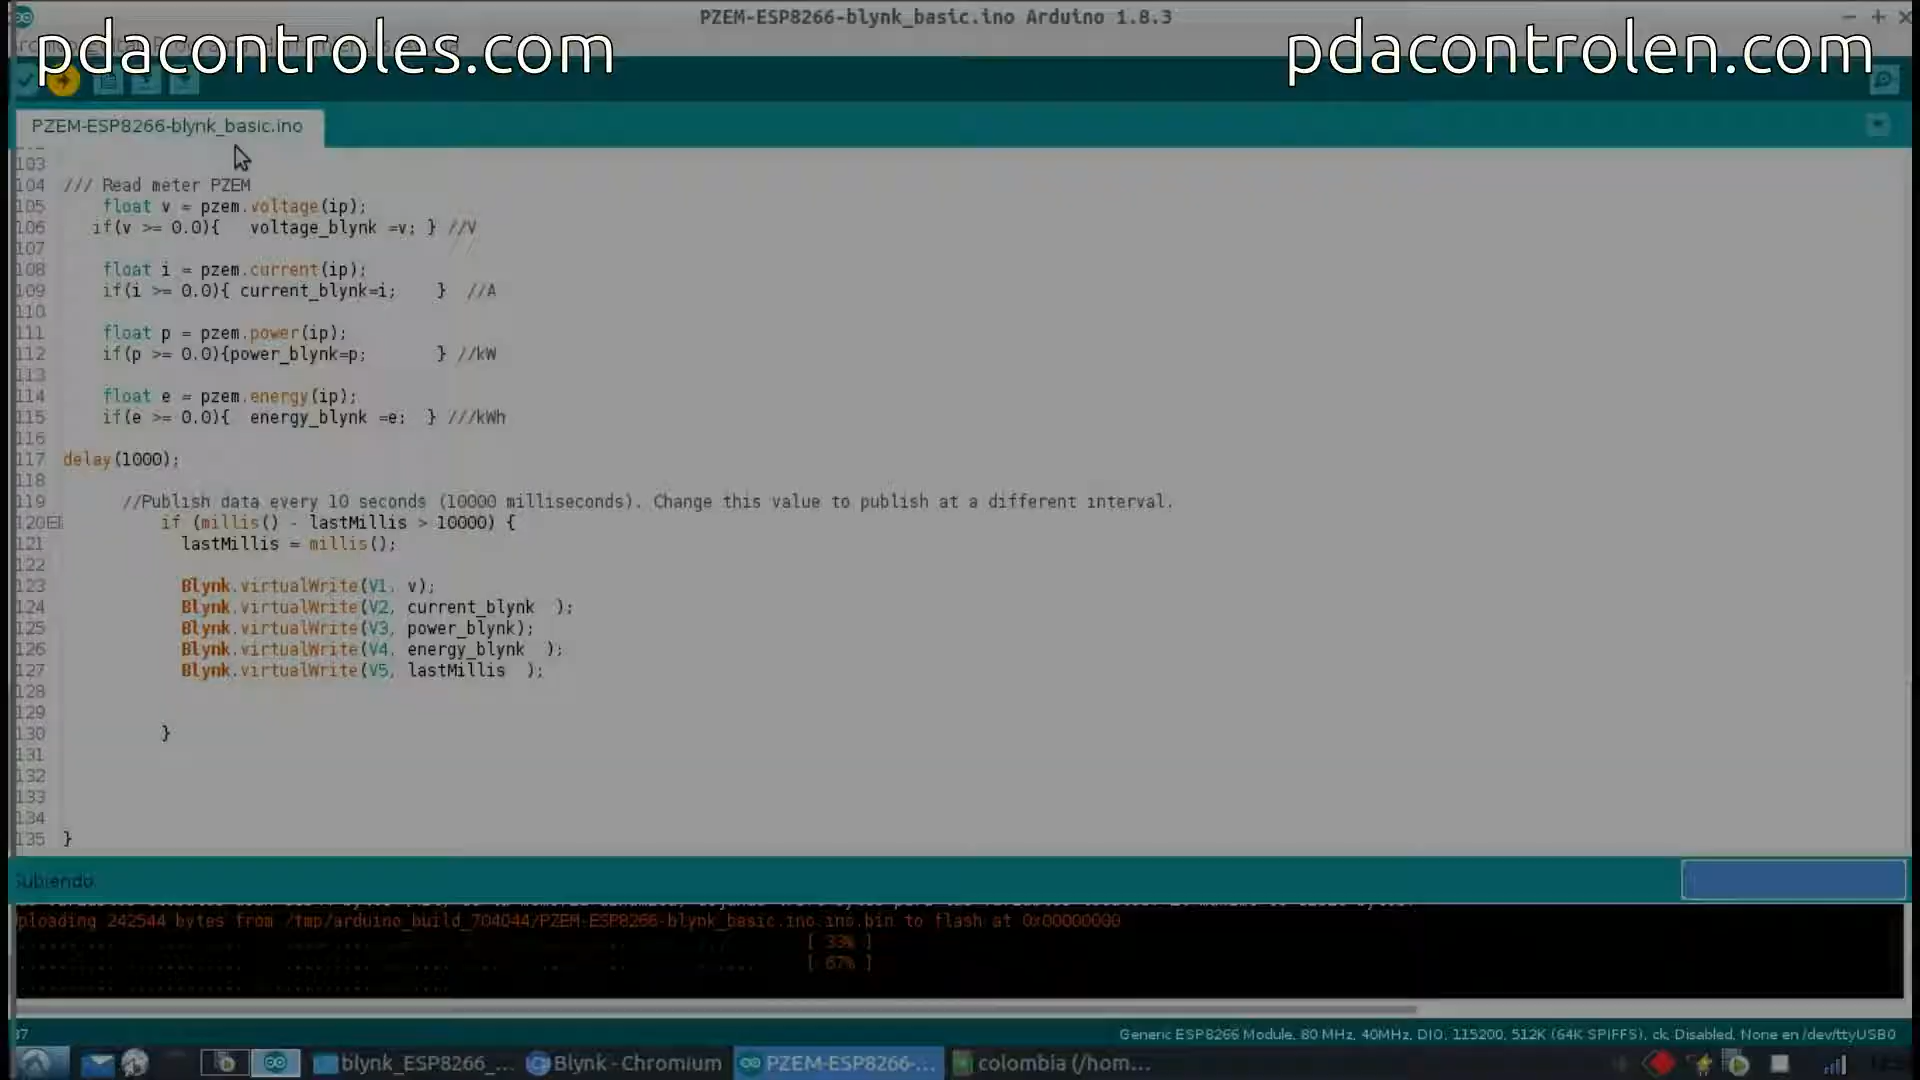 PZEM-ESP8266-blynk_basic.ino Arduino 1.8.3
pdacontroles.com
pdacontrolen.com
PZEM-ESP8266-blynk_basic.ino
103
104 /// Read meter PZEM
105 float v = pzem.voltage(ip);
106 if(v >= 0.0){ voltage_blynk =v; } //V
107
108 float i = pzem.current(ip);
109 if(i >= 0.0){ current_blynk=i; } //A
110
111 float p = pzem.power(ip);
112 if(p >= 0.0){power_blynk=p; } //kW
113
114 float e = pzem.energy(ip);
115 if(e >= 0.0){ energy_blynk =e; } ///kWh
116
117 delay(1000);
118
119 //Publish data every 10 seconds (10000 milliseconds). Change this value to publish at a different interval.
120 if (millis() - lastMillis > 10000) {
121 lastMillis = millis();
122
123 Blynk.virtualWrite(V1, v);
124 Blynk.virtualWrite(V2, current_blynk );
125 Blynk.virtualWrite(V3, power_blynk);
126 Blynk.virtualWrite(V4, energy_blynk );
127 Blynk.virtualWrite(V5, lastMillis );
128
129
130 }
131
132
133
134
135 }
Subiendo.
ploading 242544 bytes from /tmp/arduino_build_704044/PZEM-ESP8266-blynk_basic.ino.ino.bin to flash at 0x00000000
[ 33% ]
[ 67% ]
37
Generic ESP8266 Module, 80 MHz, 40MHz, DIO, 115200, 512K (64K SPIFFS), ck, Disabled, None en /dev/ttyUSB0
blynk_ESP8266_...
Blynk - Chromium
PZEM-ESP8266-...
colombia (/hom...